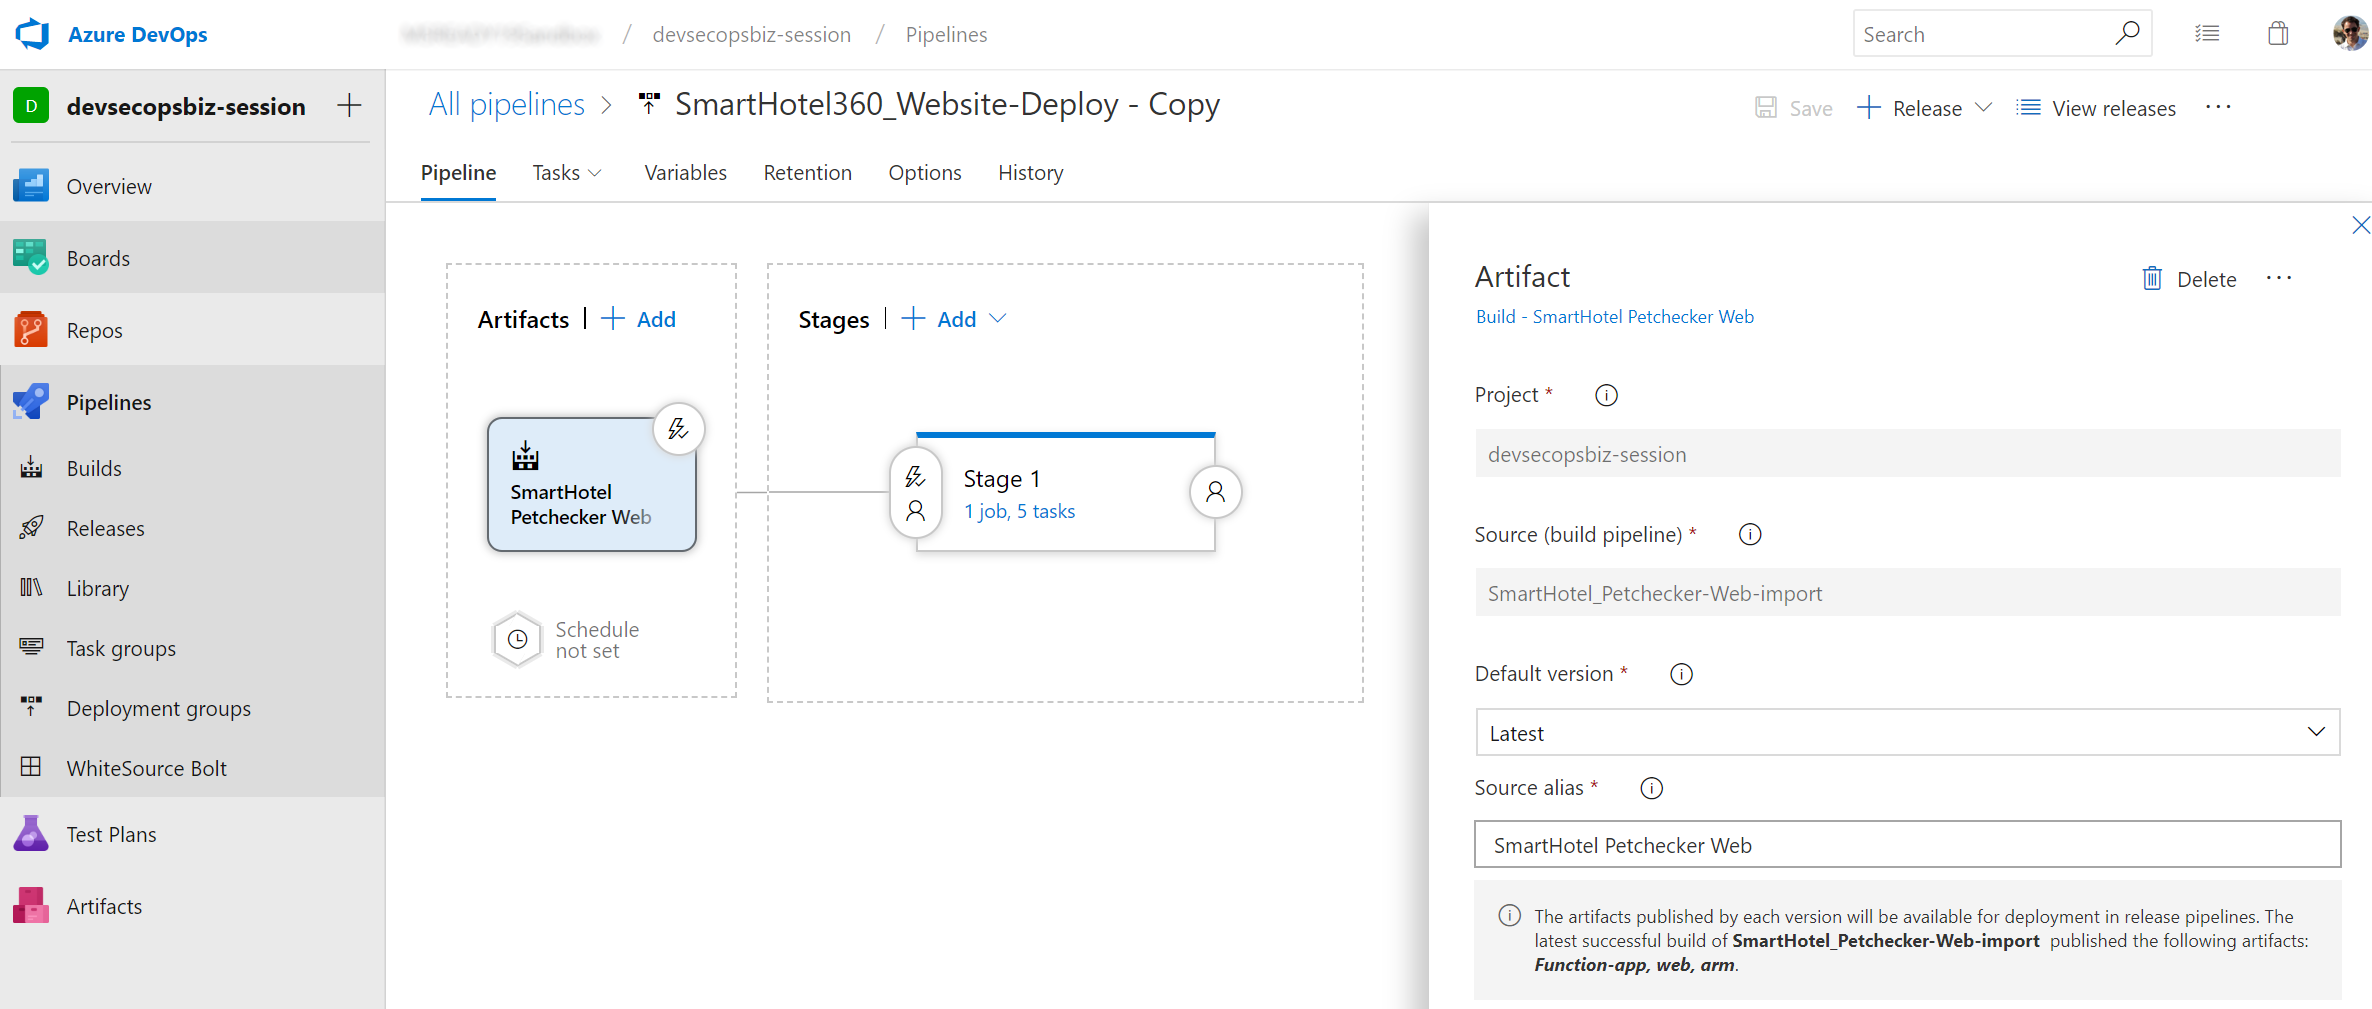 Azure DevOps
/ devsecopsbiz-session / Pipelines
Search
D devsecopsbiz-session
Overview
Boards
Repos
Pipelines
Builds
Releases
Library
Task groups
Deployment groups
WhiteSource Bolt
Test Plans
Artifacts
All pipelines > SmartHotel360_Website-Deploy - Copy
Save
Release
View releases
...
Pipeline
Tasks
Variables
Retention
Options
History
Artifacts | + Add
SmartHotel
Petchecker Web
Schedule
not set
Stages | + Add
Stage 1
1 job, 5 tasks
Artifact
Delete
...
Build - SmartHotel Petchecker Web
Project *
devsecopsbiz-session
Source (build pipeline) *
SmartHotel_Petchecker-Web-import
Default version *
Latest
Source alias *
SmartHotel Petchecker Web
The artifacts published by each version will be available for deployment in release pipelines. The
latest successful build of SmartHotel_Petchecker-Web-import published the following artifacts:
Function-app, web, arm.